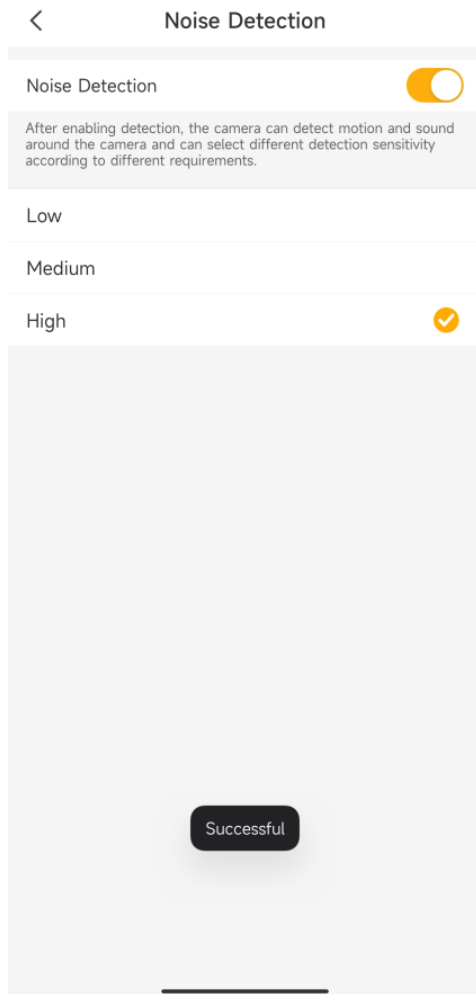 Noise Detection
Noise Detection
After enabling detection, the camera can detect motion and sound
around the camera and can select different detection sensitivity
according to different requirements.
Low
Medium
High
Successful